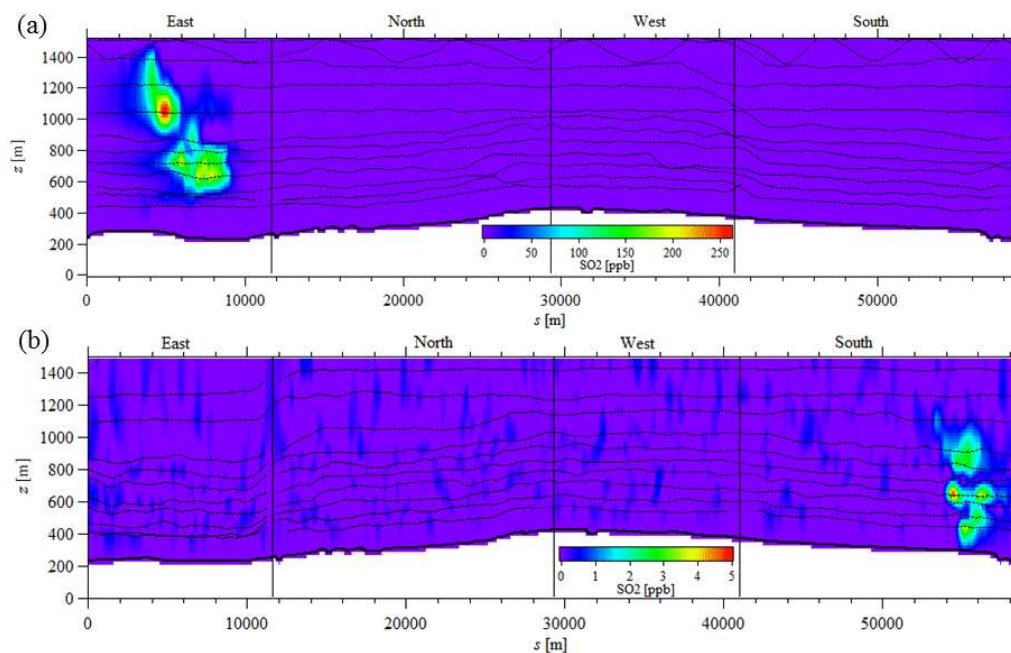 (a)
East North West South
1400
1200
1000
800
600
400
200
0
z [m]
0 50 100 150 200 250
SO2 [ppb]
0 10000 20000 30000 40000 50000
s [m]
(b)
East North West South
1400
1200
1000
800
600
400
200
0
z [m]
0 1 2 3 4 5
SO2 [ppb]
0 10000 20000 30000 40000 50000
s [m]